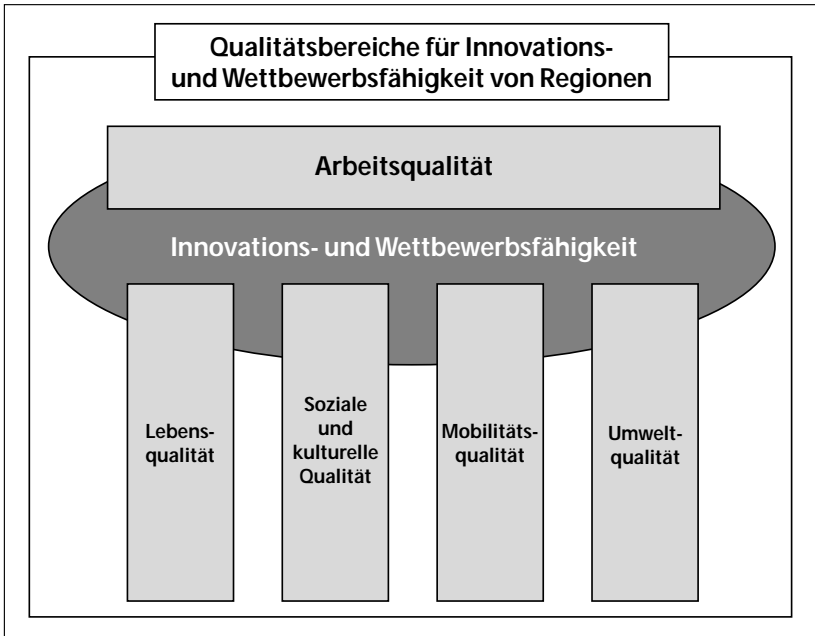 Qualitätsbereiche für Innovations-
und Wettbewerbsfähigkeit von Regionen
Arbeitsqualität
Innovations- und Wettbewerbsfähigkeit
Lebens-
qualität
Soziale
und
kulturelle
Qualität
Mobilitäts-
qualität
Umwelt-
qualität